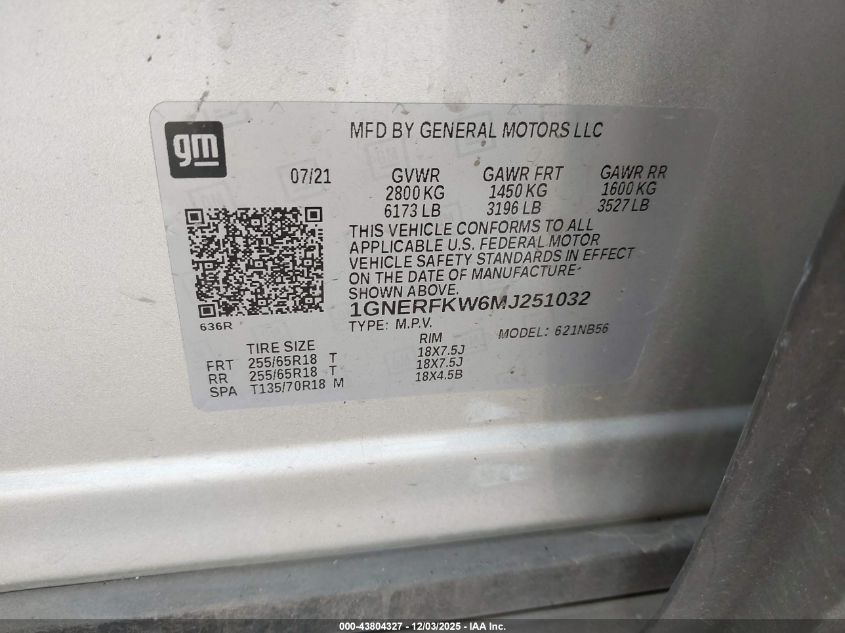 gm
MFD BY GENERAL MOTORS LLC
07/21 GVWR GAWR FRT GAWR RR
2800 KG 1450 KG 1600 KG
6173 LB 3196 LB 3527 LB
THIS VEHICLE CONFORMS TO ALL
APPLICABLE U.S. FEDERAL MOTOR
VEHICLE SAFETY STANDARDS IN EFFECT
ON THE DATE OF MANUFACTURE
SHOWN ABOVE.
1GNERFKW6MJ251032
TYPE: M.P.V. MODEL: 621NB56
636R
TIRE SIZE RIM
FRT 255/65R18 T 18X7.5J
RR 255/65R18 T 18X7.5J
SPA T135/70R18 M 18X4.5B
000-43804327 - 12/03/2025 - IAA Inc.